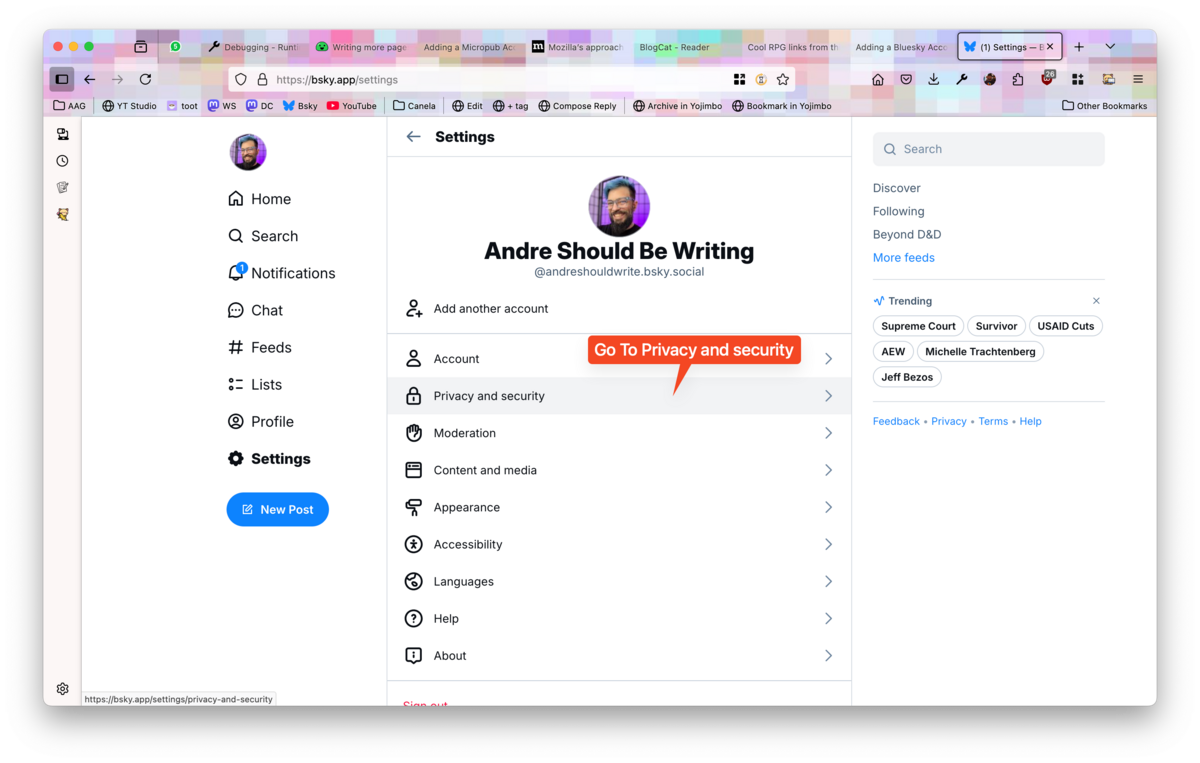 Debugging - Runti
Writing more page
Adding a Micropub Acc
Mozilla's approach
BlogCat - Reader
Cool RPG links from th
Adding a Bluesky Acco
(1) Settings — B
https://bsky.app/settings
26
AAG
YT Studio
toot
WS
DC
Bsky
YouTube
Canela
Edit
+ tag
Compose Reply
Archive in Yojimbo
Bookmark in Yojimbo
Other Bookmarks
Home
Search
1
Notifications
Chat
Feeds
Lists
Profile
Settings
New Post
Settings
Andre Should Be Writing
@andreshouldwrite.bsky.social
Add another account
Go To Privacy and security
Account
Privacy and security
Moderation
Content and media
Appearance
Accessibility
Languages
Help
About
Sign out
Search
Discover
Following
Beyond D&D
More feeds
Trending
Supreme Court
Survivor
USAID Cuts
AEW
Michelle Trachtenberg
Jeff Bezos
Feedback • Privacy • Terms • Help
https://bsky.app/settings/privacy-and-security